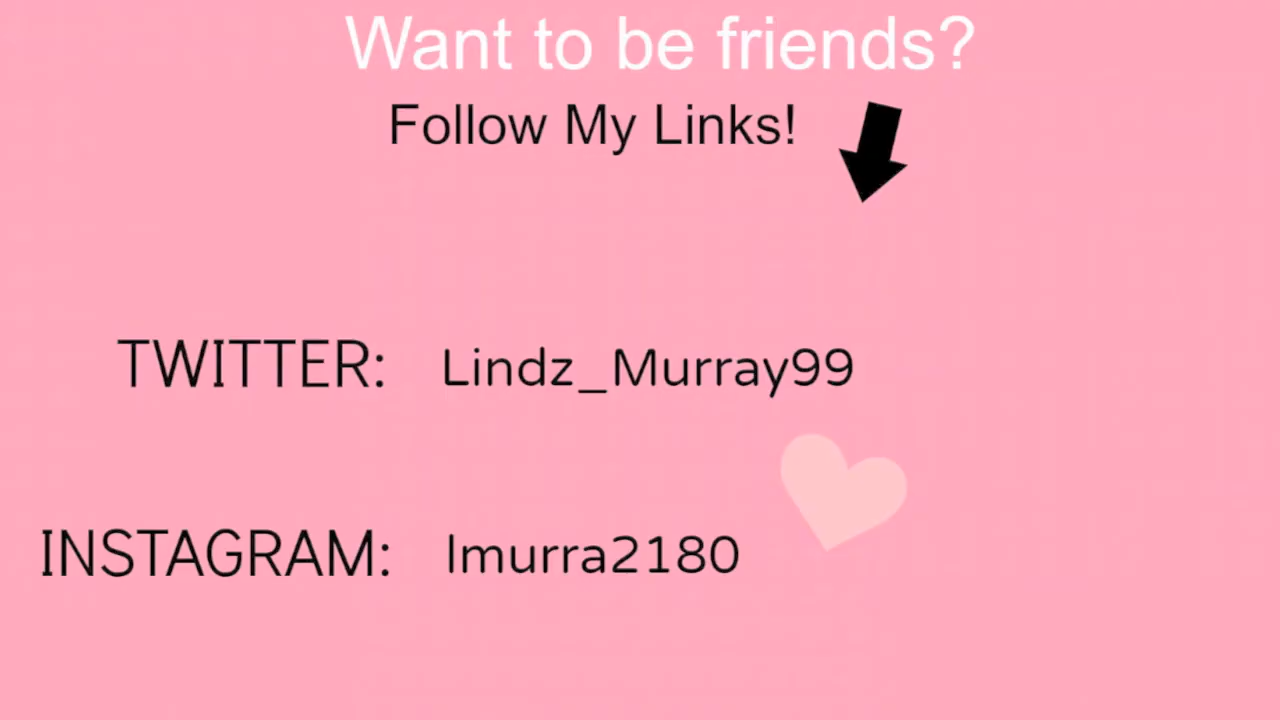 Want to be friends?
Follow My Links!
TWITTER: Lindz_Murray99
INSTAGRAM: lmurra2180